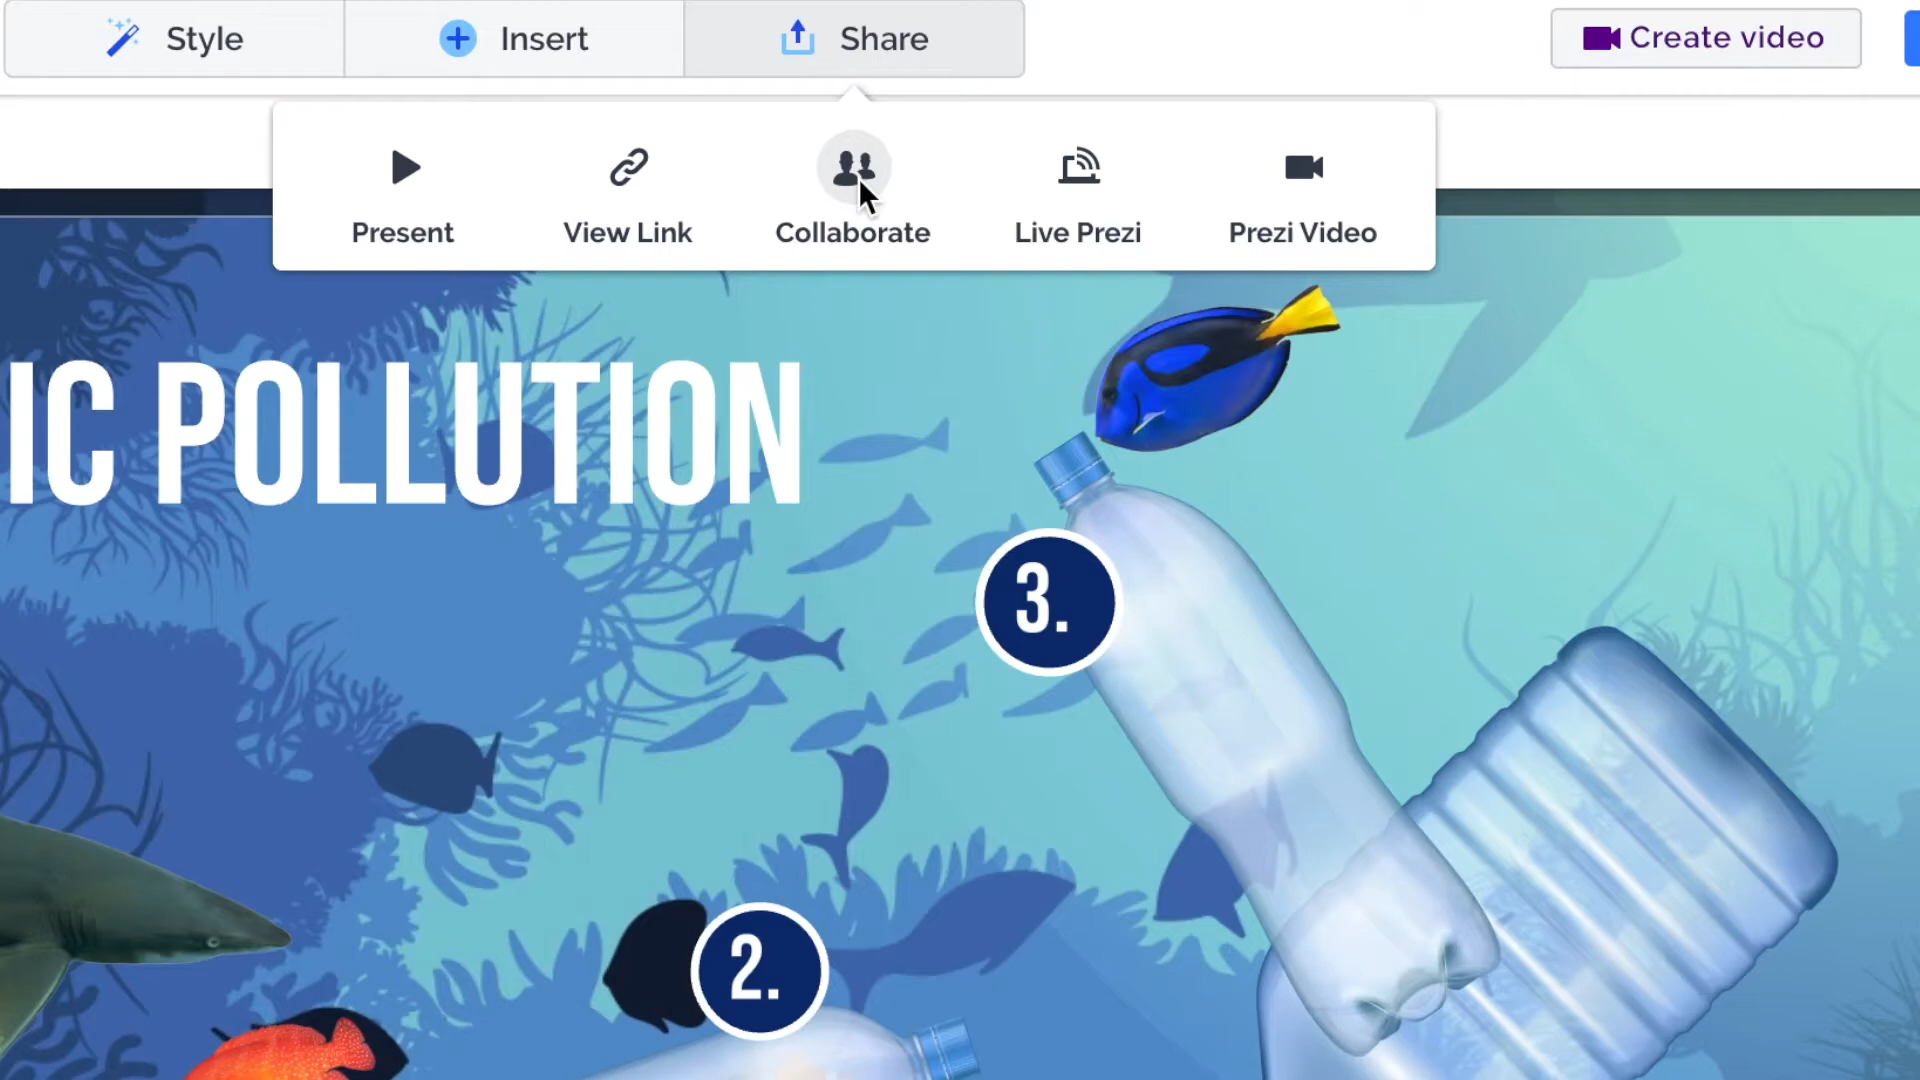 Style
Insert
Share
Create video
Present
View Link
Collaborate
Live Prezi
Prezi Video
IC POLLUTION
3.
2.